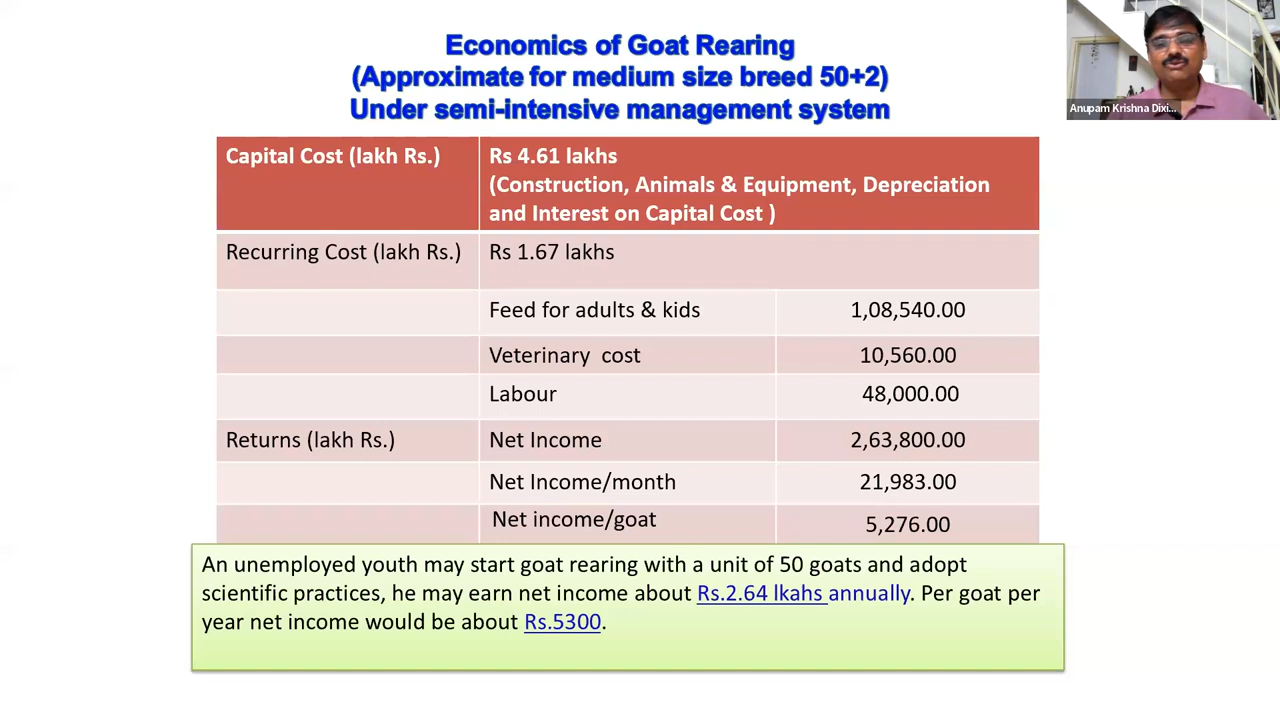 Economics of Goat Rearing
(Approximate for medium size breed 50+2)
Under semi-intensive management system
Anupam Krishna Dixi...
Capital Cost (lakh Rs.)
Rs 4.61 lakhs
(Construction, Animals & Equipment, Depreciation
and Interest on Capital Cost )
Recurring Cost (lakh Rs.)
Rs 1.67 lakhs
Feed for adults & kids
1,08,540.00
Veterinary cost
10,560.00
Labour
48,000.00
Returns (lakh Rs.)
Net Income
2,63,800.00
Net Income/month
21,983.00
Net income/goat
5,276.00
An unemployed youth may start goat rearing with a unit of 50 goats and adopt
scientific practices, he may earn net income about Rs.2.64 lkahs annually. Per goat per
year net income would be about Rs.5300.